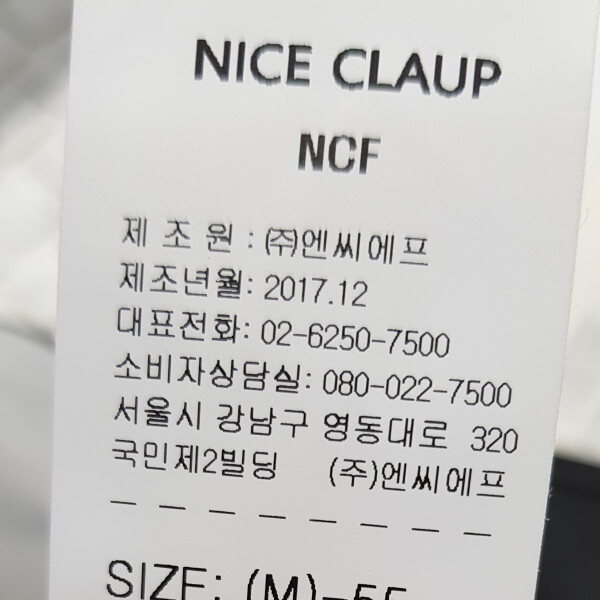 NICE CLAUP
NCF
제 조 원 : ㈜엔씨에프
제조년월: 2017.12
대표전화: 02-6250-7500
소비자상담실: 080-022-7500
서울시 강남구 영동대로 320
국민제2빌딩 (주)엔씨에프
SIZE: (M)-55